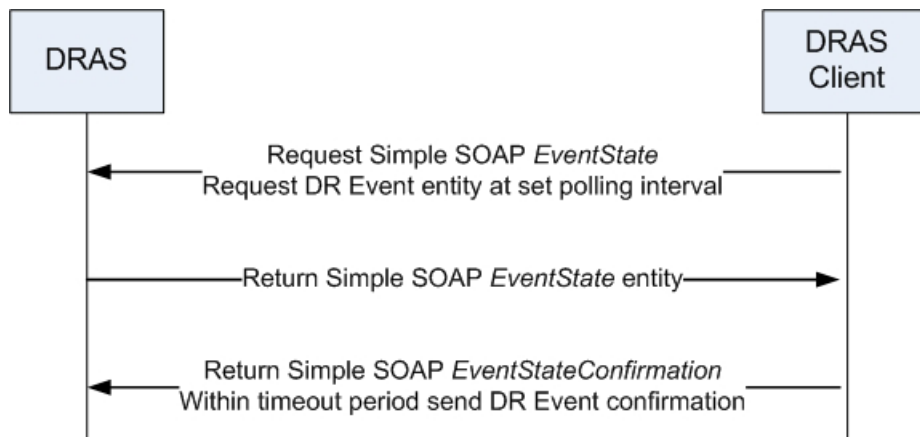 DRAS
DRAS
Client
Request Simple SOAP EventState
Request DR Event entity at set polling interval
Return Simple SOAP EventState entity
Return Simple SOAP EventStateConfirmation
Within timeout period send DR Event confirmation